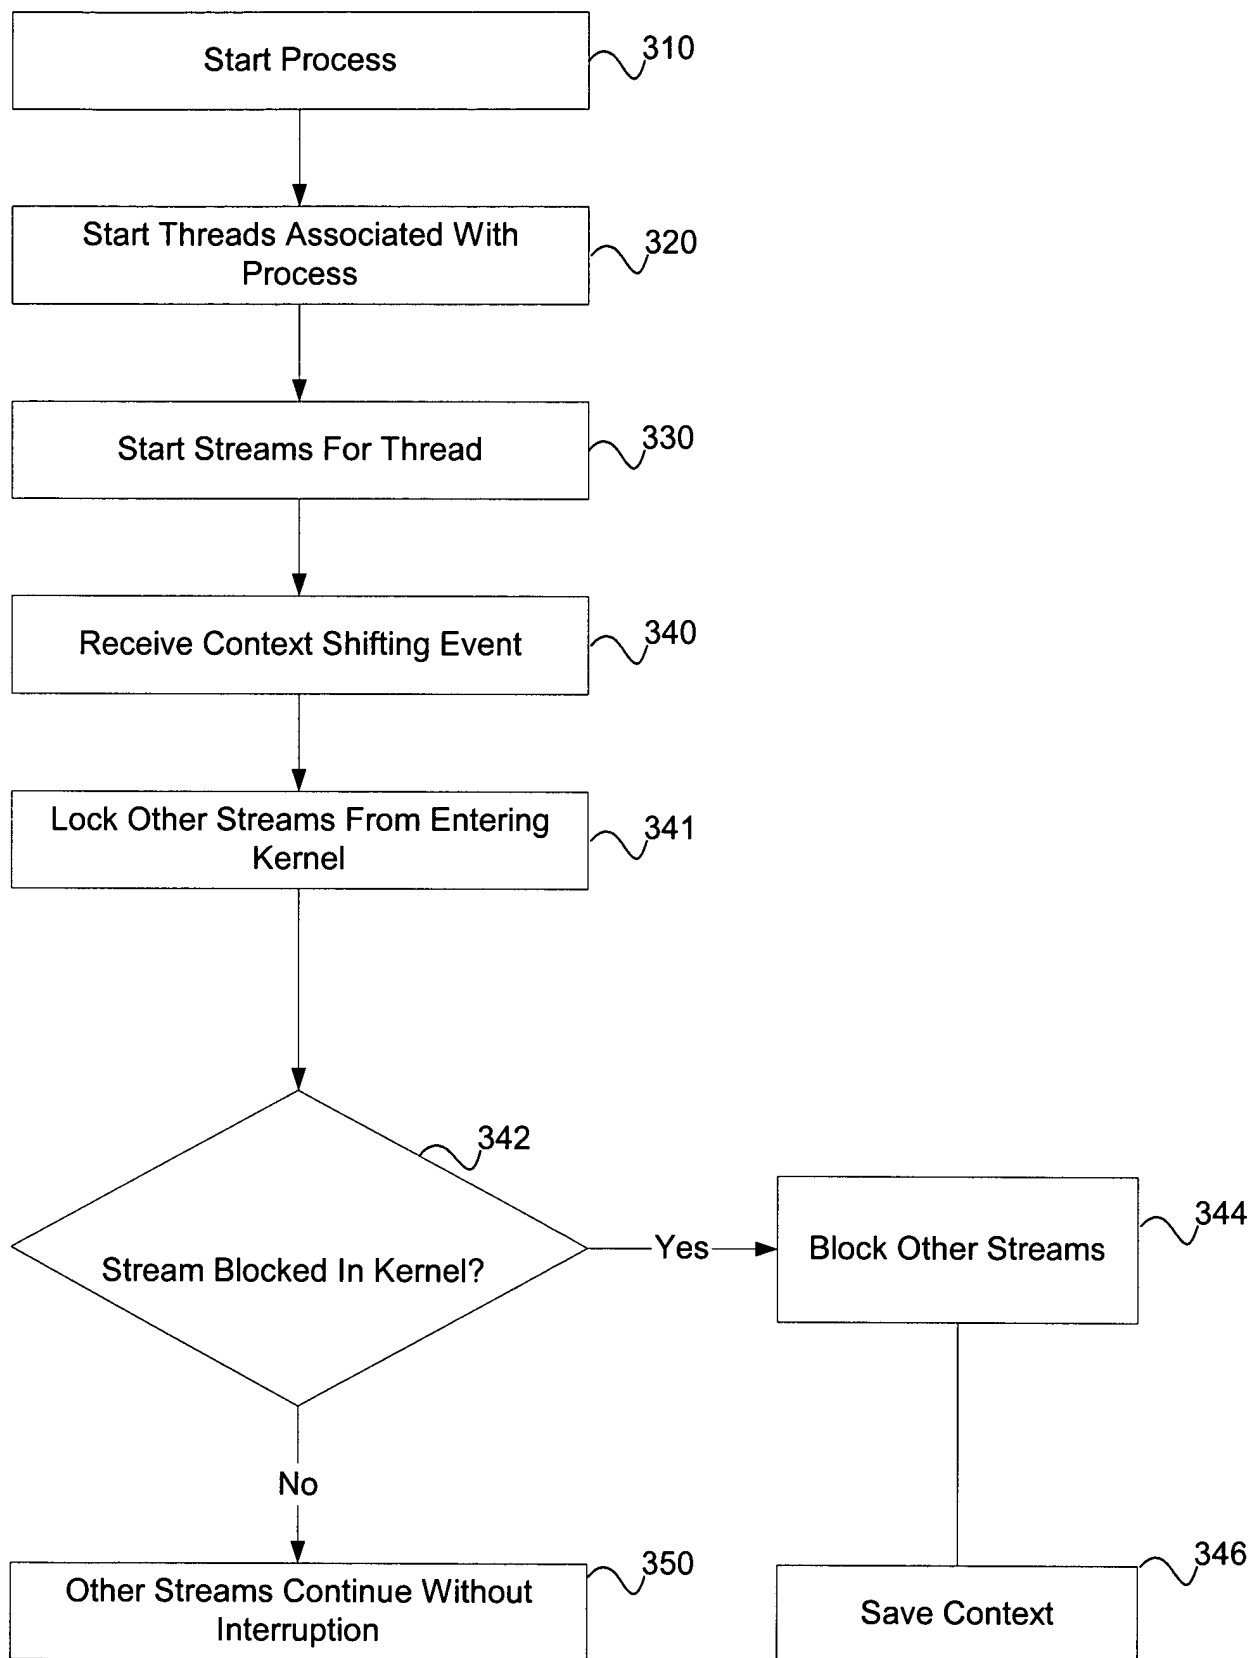 Start Process
310
Start Threads Associated With
Process
320
Start Streams For Thread
330
Receive Context Shifting Event
340
Lock Other Streams From Entering
Kernel
341
342
Stream Blocked In Kernel?
Yes
Block Other Streams
344
No
Other Streams Continue Without
Interruption
350
Save Context
346